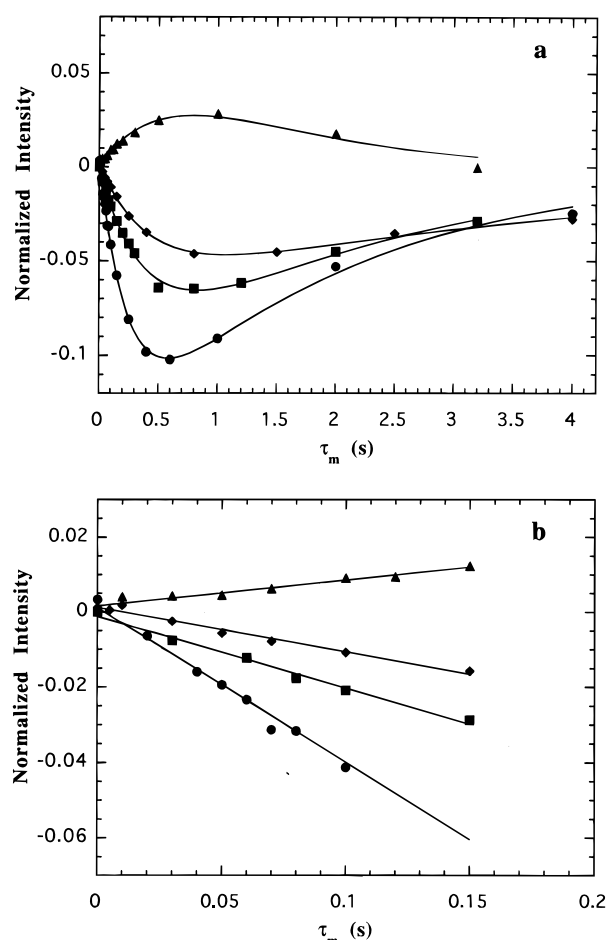 a
0.05
0
-0.05
-0.1
Normalized Intensity
0 0.5 1 1.5 2 2.5 3.2 4
τm (s)
b
0.02
0
-0.02
-0.04
-0.06
Normalized Intensity
0 0.05 0.1 0.15 0.2
τm (s)